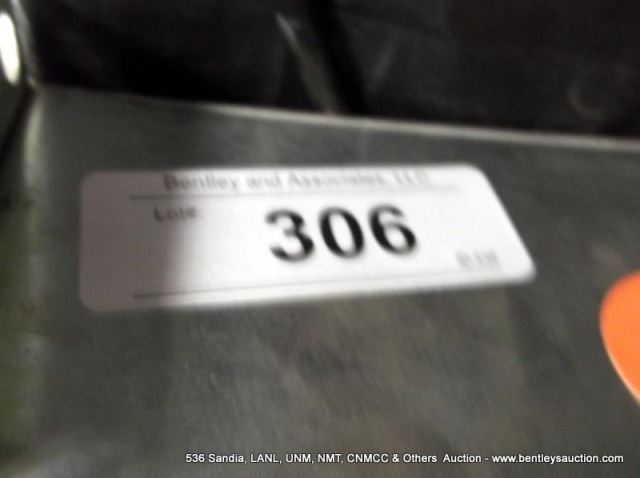 Bentley and Associates, LLC
Lot#:
306
536 Sandia, LANL, UNM, NMT, CNMCC & Others  Auction - www.bentleysauction.com